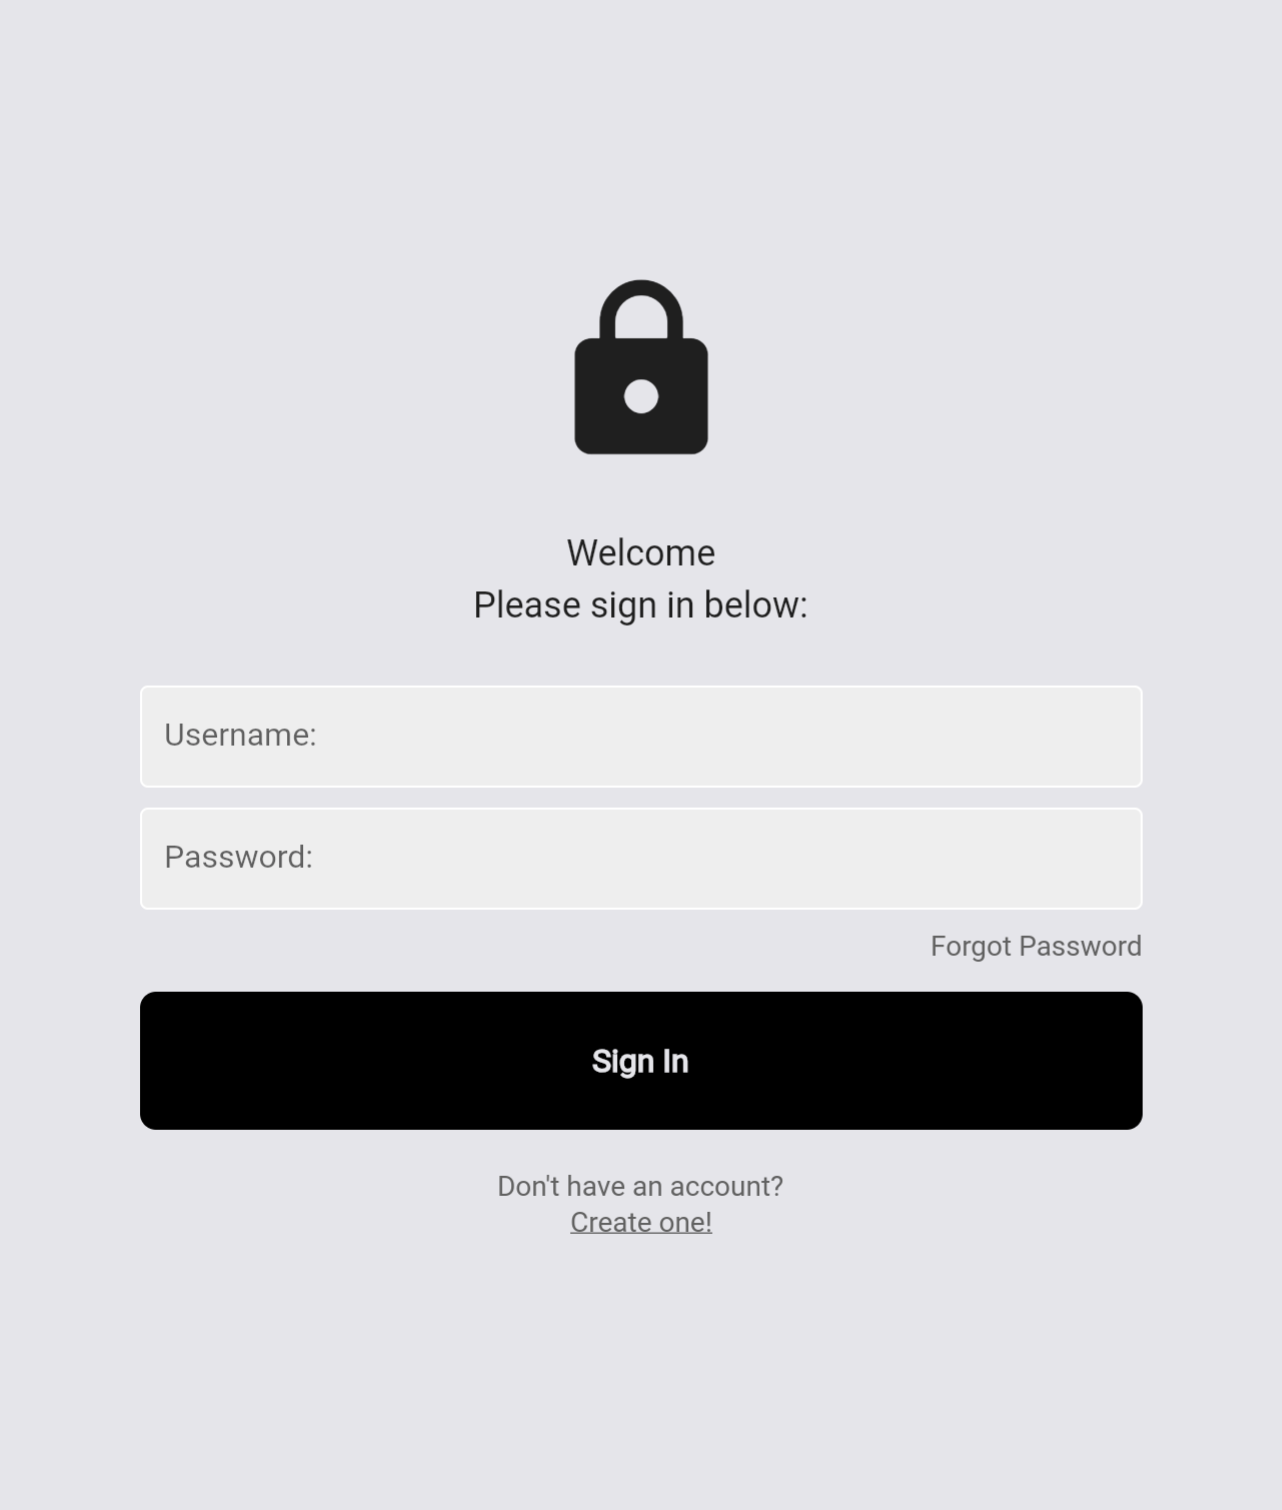 Welcome
Please sign in below:
Username:
Password:
Forgot Password
Sign In
Don't have an account?
Create one!